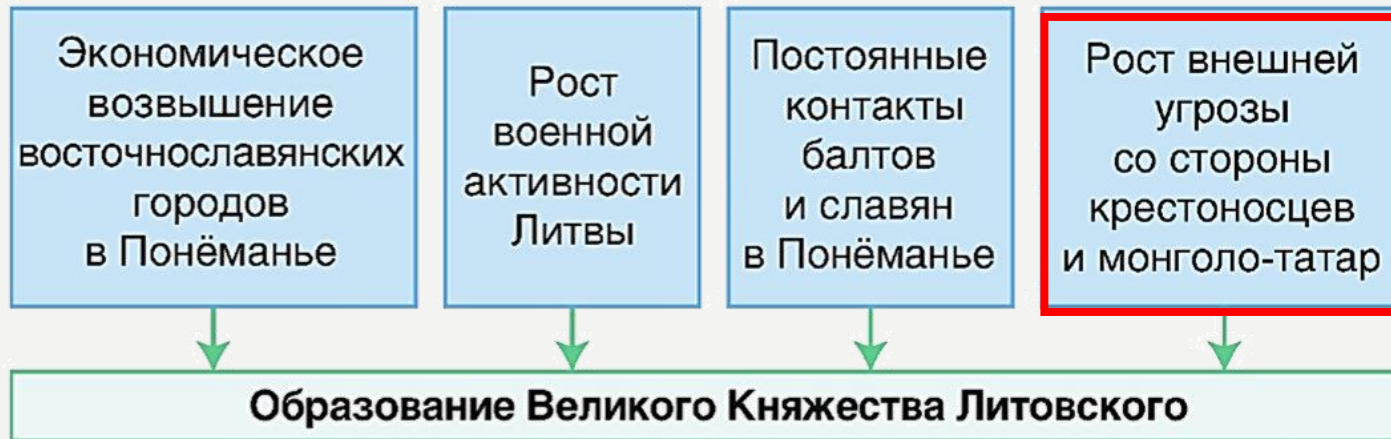 Экономическое
возвышение
восточнославянских
городов
в Понёманье
Рост
военной
активности
Литвы
Постоянные
контакты
балтов
и славян
в Понёманье
Рост внешней
угрозы
со стороны
крестоносцев
и монголо-татар
Образование Великого Княжества Литовского